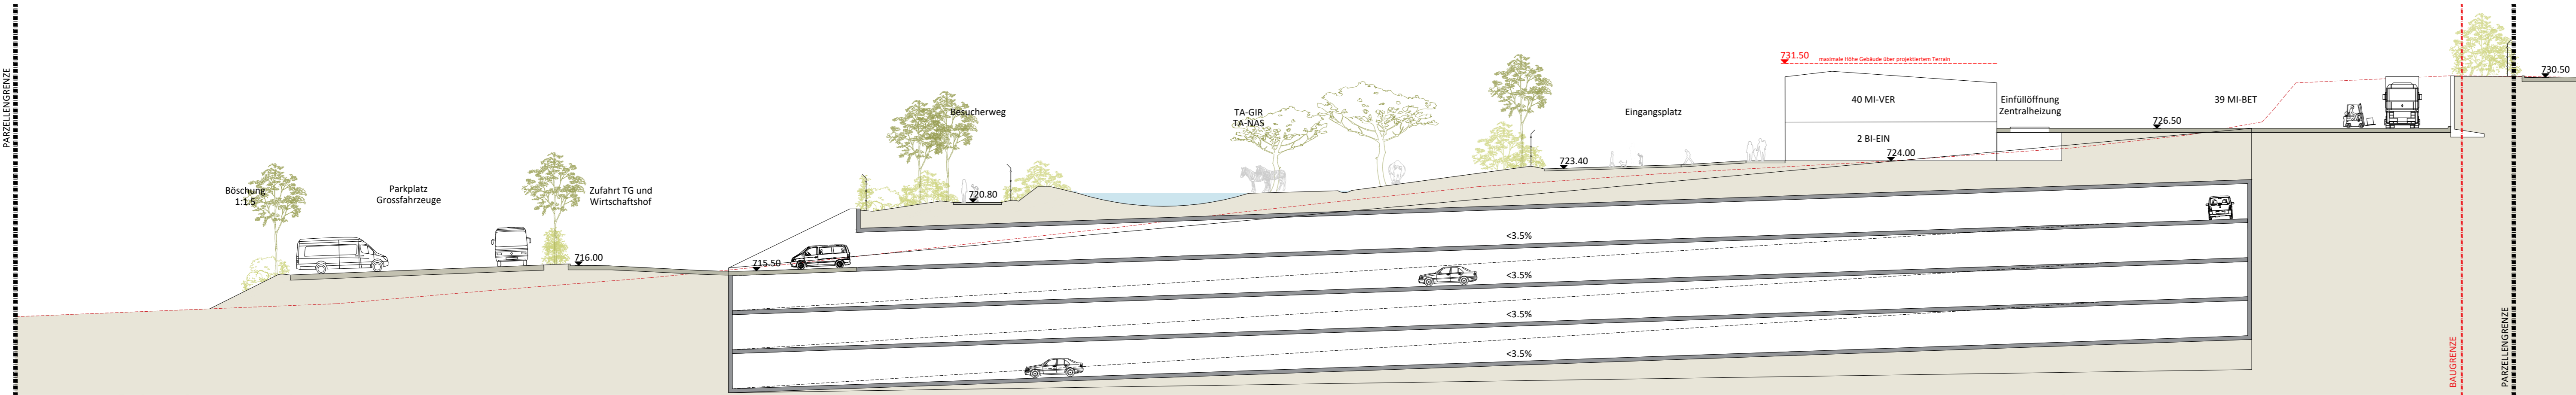 PARZELLENGRENZE
Böschung
1:1.5
Parkplatz
Grossfahrzeuge
Zufahrt TG und
Wirtschaftshof
716.00
715.50
Besucherweg
720.80
TA-GIR
TA-NAS
Eingangsplatz
723.40
731.50
maximale Höhe Gebäude über projektiertem Terrain
40 MI-VER
2 BI-EIN
724.00
Einfüllöffnung
Zentralheizung
726.50
39 MI-BET
730.50
<3.5%
<3.5%
<3.5%
<3.5%
BAUGRENZE
PARZELLENGRENZE